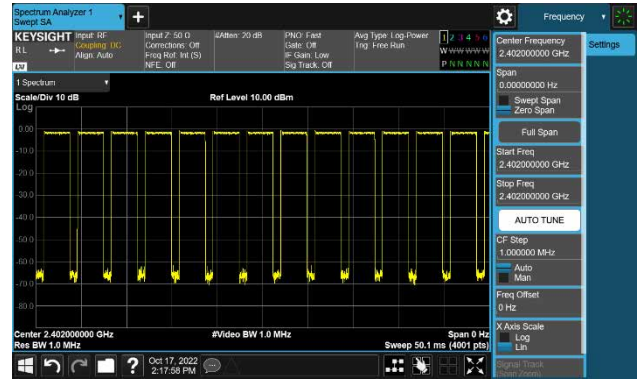 Spectrum Analyzer 1
Swept SA
Frequency
KEYSIGHT
Input: RF
Input Z: 50 Ω
#Atten: 20 dB
PNO: Fast
Avg Type: Log-Power
1 2 3 4 5 6
RL
Coupling: DC
Corrections: Off
Gate: Off
Trig: Free Run
Align: Auto
Freq Ref: Int (S)
IF Gain: Low
W W W W W W
NFE: Off
Sig Track: Off
P N N N N N
LXI
1 Spectrum
Scale/Div 10 dB
Ref Level 10.00 dBm
Log
0.00
-10.0
-20.0
-30.0
-40.0
-50.0
-60.0
-70.0
-80.0
Center 2.402000000 GHz
#Video BW 1.0 MHz
Span 0 Hz
Res BW 1.0 MHz
Sweep 50.1 ms (4001 pts)
Oct 17, 2022
2:17:58 PM
?
Center Frequency
2.402000000 GHz
Settings
Span
0.00000000 Hz
Swept Span
Zero Span
Full Span
Start Freq
2.402000000 GHz
Stop Freq
2.402000000 GHz
AUTO TUNE
CF Step
1.000000 MHz
Auto
Man
Freq Offset
0 Hz
X Axis Scale
Log
Lin
Signal Track
(Span Zoom)